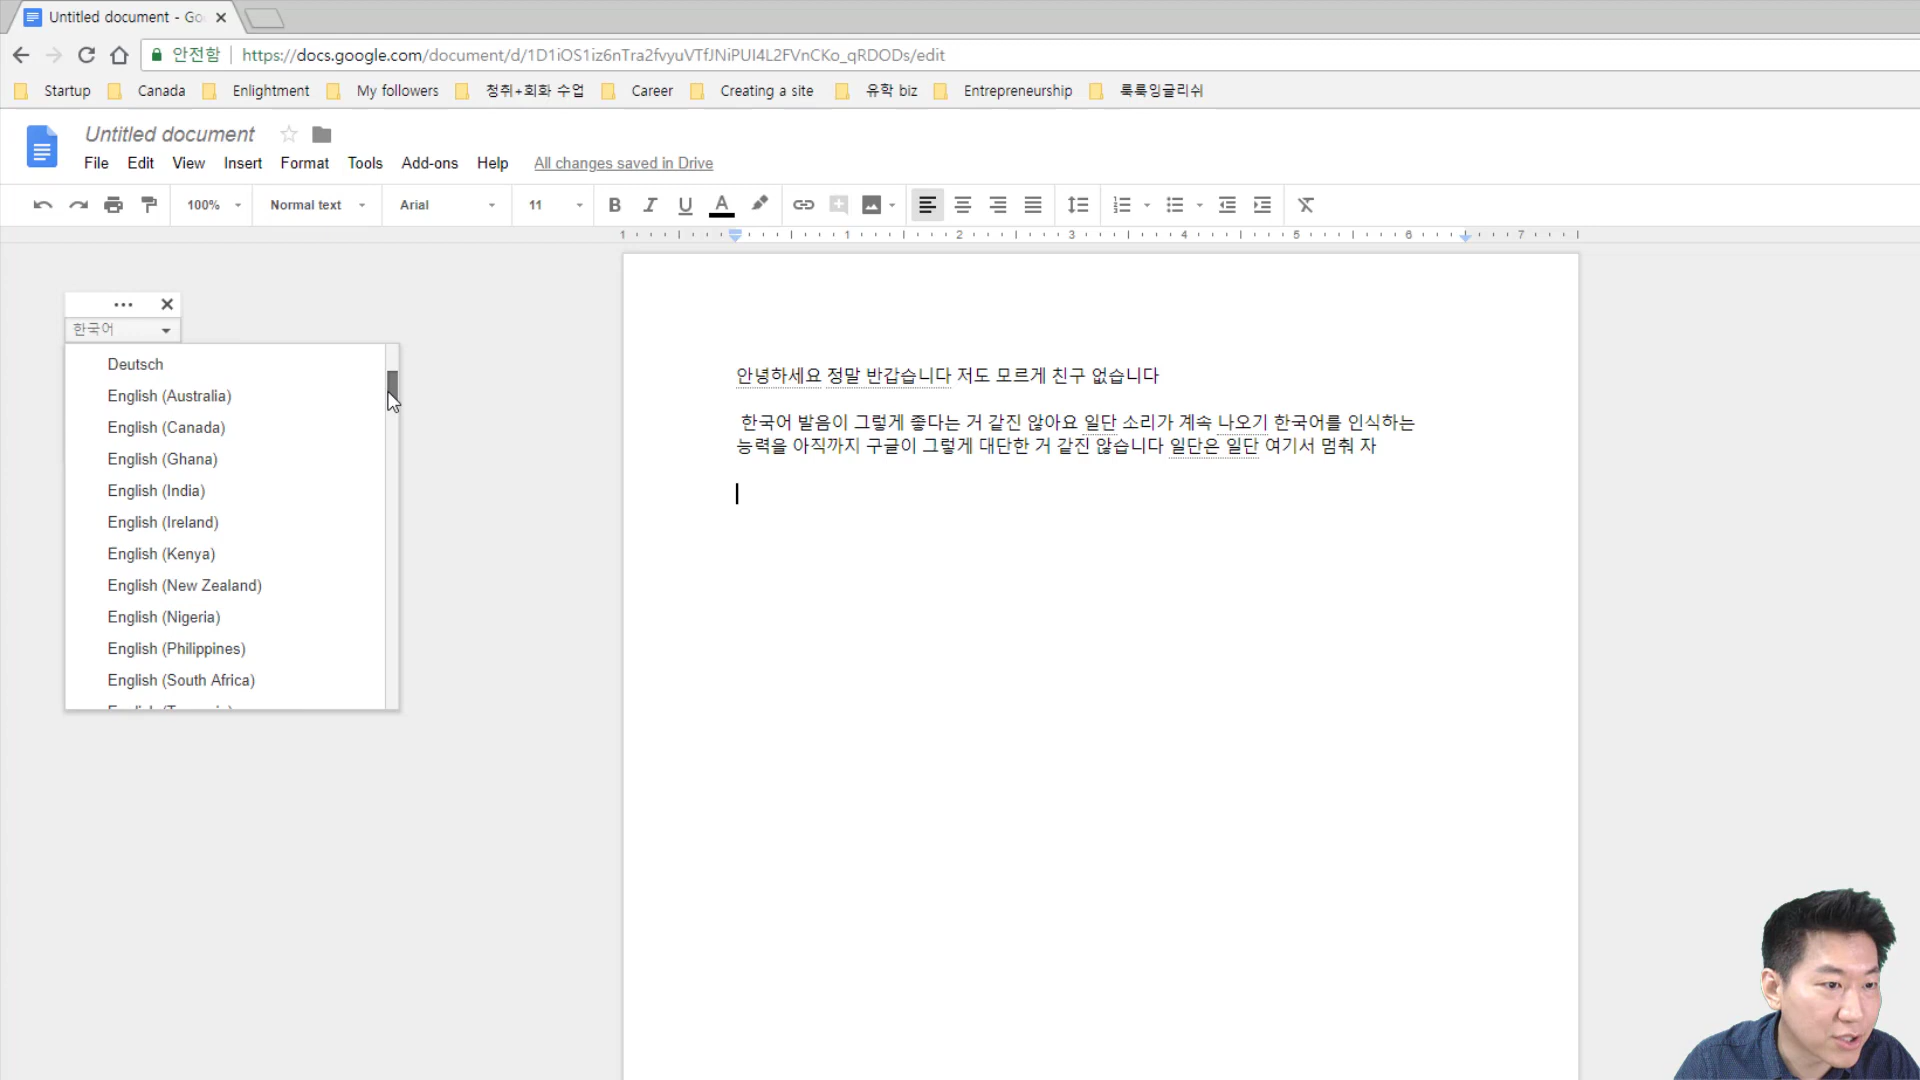 Untitled document - Go
안전함
https://docs.google.com/document/d/1D1iOS1iz6nTra2fvyuVTfJNiPUI4L2FVnCKo_qRDODs/edit
Startup Canada Enlightment My followers 청취+회화 수업 Career Creating a site 유학 biz Entrepreneurship 룩룩잉글리쉬
Untitled document
File Edit View Insert Format Tools Add-ons Help All changes saved in Drive
100% Normal text Arial 11 B I U A
1 1 2 3 4 5 6 7
한국어
Deutsch
English (Australia)
English (Canada)
English (Ghana)
English (India)
English (Ireland)
English (Kenya)
English (New Zealand)
English (Nigeria)
English (Philippines)
English (South Africa)
안녕하세요 정말 반갑습니다 저도 모르게 친구 없습니다
한국어 발음이 그렇게 좋다는 거 같진 않아요 일단 소리가 계속 나오기 한국어를 인식하는
능력을 아직까지 구글이 그렇게 대단한 거 같진 않습니다 일단은 일단 여기서 멈춰 자